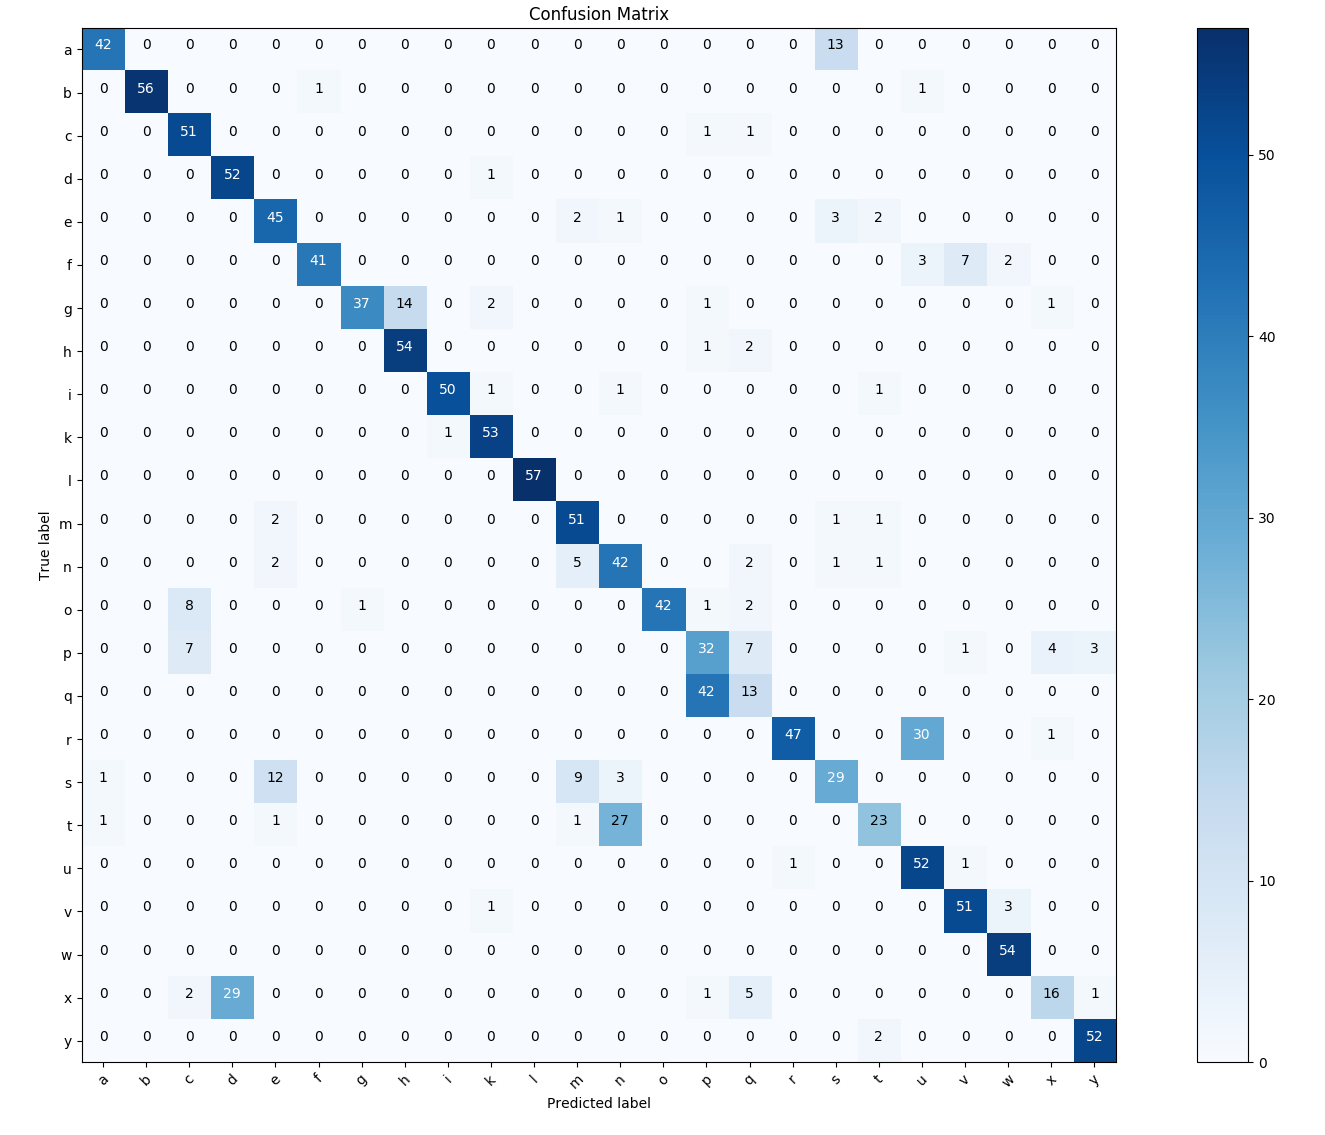 Confusion Matrix
a 42 0 0 0 0 0 0 0 0 0 0 0 0 0 0 0 0 13 0 0 0 0 0 0
b 0 56 0 0 0 1 0 0 0 0 0 0 0 0 0 0 0 0 0 1 0 0 0 0
c 0 0 51 0 0 0 0 0 0 0 0 0 0 0 1 1 0 0 0 0 0 0 0 0
d 0 0 0 52 0 0 0 0 0 1 0 0 0 0 0 0 0 0 0 0 0 0 0 0
e 0 0 0 0 45 0 0 0 0 0 0 2 1 0 0 0 0 3 2 0 0 0 0 0
f 0 0 0 0 0 41 0 0 0 0 0 0 0 0 0 0 0 0 0 3 7 2 0 0
g 0 0 0 0 0 0 37 14 0 2 0 0 0 0 1 0 0 0 0 0 0 0 1 0
h 0 0 0 0 0 0 0 54 0 0 0 0 0 0 1 2 0 0 0 0 0 0 0 0
i 0 0 0 0 0 0 0 0 50 1 0 0 1 0 0 0 0 0 1 0 0 0 0 0
k 0 0 0 0 0 0 0 0 1 53 0 0 0 0 0 0 0 0 0 0 0 0 0 0
l 0 0 0 0 0 0 0 0 0 0 57 0 0 0 0 0 0 0 0 0 0 0 0 0
m 0 0 0 0 2 0 0 0 0 0 0 51 0 0 0 0 0 1 1 0 0 0 0 0
n 0 0 0 0 2 0 0 0 0 0 0 5 42 0 0 2 0 1 1 0 0 0 0 0
o 0 0 8 0 0 0 1 0 0 0 0 0 0 42 1 2 0 0 0 0 0 0 0 0
p 0 0 7 0 0 0 0 0 0 0 0 0 0 0 32 7 0 0 0 0 1 0 4 3
q 0 0 0 0 0 0 0 0 0 0 0 0 0 0 42 13 0 0 0 0 0 0 0 0
r 0 0 0 0 0 0 0 0 0 0 0 0 0 0 0 0 47 0 0 30 0 0 1 0
s 1 0 0 0 12 0 0 0 0 0 0 9 3 0 0 0 0 29 0 0 0 0 0 0
t 1 0 0 0 1 0 0 0 0 0 0 1 27 0 0 0 0 0 23 0 0 0 0 0
u 0 0 0 0 0 0 0 0 0 0 0 0 0 0 0 0 1 0 0 52 1 0 0 0
v 0 0 0 0 0 0 0 0 0 1 0 0 0 0 0 0 0 0 0 0 51 3 0 0
w 0 0 0 0 0 0 0 0 0 0 0 0 0 0 0 0 0 0 0 0 0 54 0 0
x 0 0 2 29 0 0 0 0 0 0 0 0 0 0 1 5 0 0 0 0 0 0 16 1
y 0 0 0 0 0 0 0 0 0 0 0 0 0 0 0 0 0 0 2 0 0 0 0 52
a b c d e f g h i k l m n o p q r s t u v w x y
True label
Predicted label
50
40
30
20
10
0